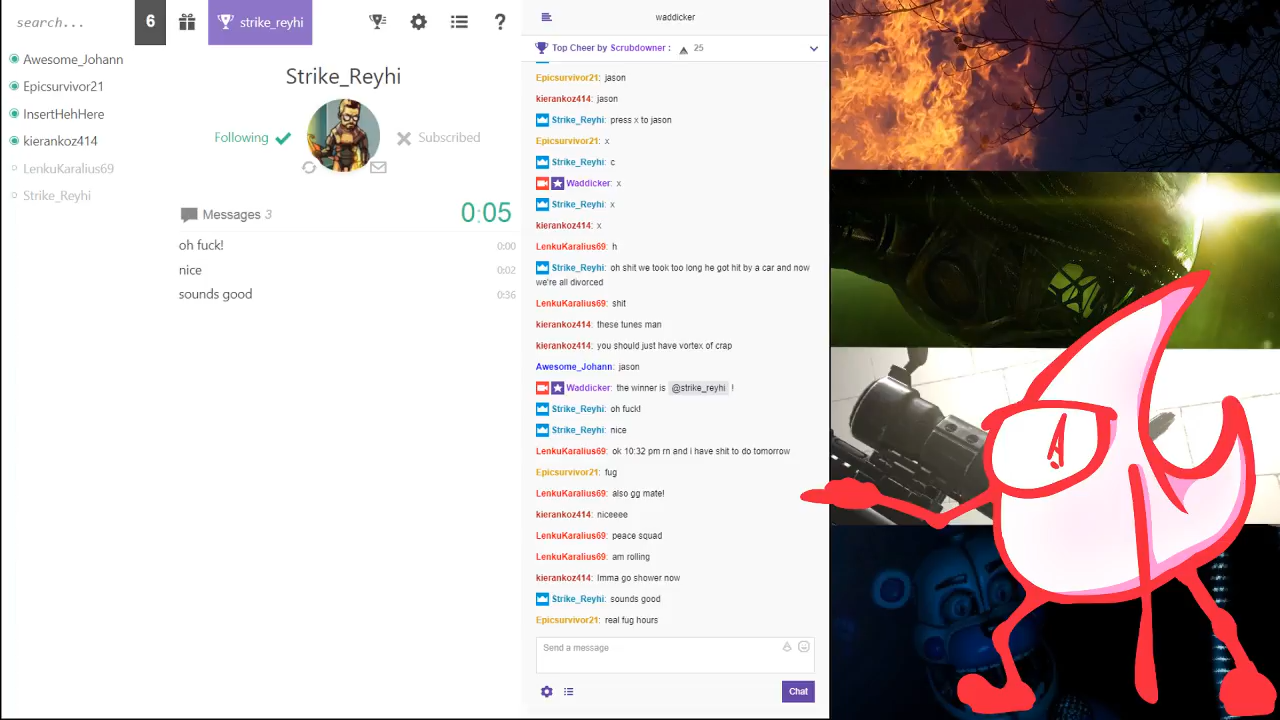 search...
6
strike_reyhi
?
Awesome_Johann
Epicsurvivor21
InsertHehHere
kierankoz414
LenkuKaralius69
Strike_Reyhi
Strike_Reyhi
Following
Subscribed
Messages 3
0:05
oh fuck!
0:00
nice
0:02
sounds good
0:36
waddicker
Top Cheer by Scrubdowner : 25
Epicsurvivor21: jason
kierankoz414: jason
Strike_Reyhi: press x to jason
Epicsurvivor21: x
Strike_Reyhi: c
Waddicker: x
Strike_Reyhi: x
kierankoz414: x
LenkuKaralius69: h
Strike_Reyhi: oh shit we took too long he got hit by a car and now
we're all divorced
LenkuKaralius69: shit
kierankoz414: these tunes man
kierankoz414: you should just have vortex of crap
Awesome_Johann: jason
Waddicker: the winner is @strike_reyhi !
Strike_Reyhi: oh fuck!
Strike_Reyhi: nice
LenkuKaralius69: ok 10:32 pm rn and i have shit to do tomorrow
Epicsurvivor21: fug
LenkuKaralius69: also gg mate!
kierankoz414: niceeee
LenkuKaralius69: peace squad
LenkuKaralius69: am rolling
kierankoz414: Imma go shower now
Strike_Reyhi: sounds good
Epicsurvivor21: real fug hours
Send a message
Chat